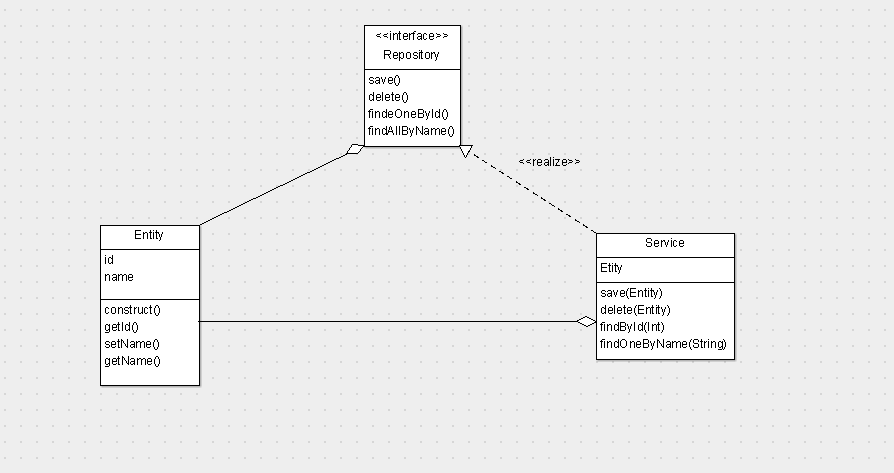 <<interface>>
Repository
save()
delete()
findeOneById()
findAllByName()
<<realize>>
Entity
id
name
construct()
getId()
setName()
getName()
Service
Etity
save(Entity)
delete(Entity)
findById(Int)
findOneByName(String)